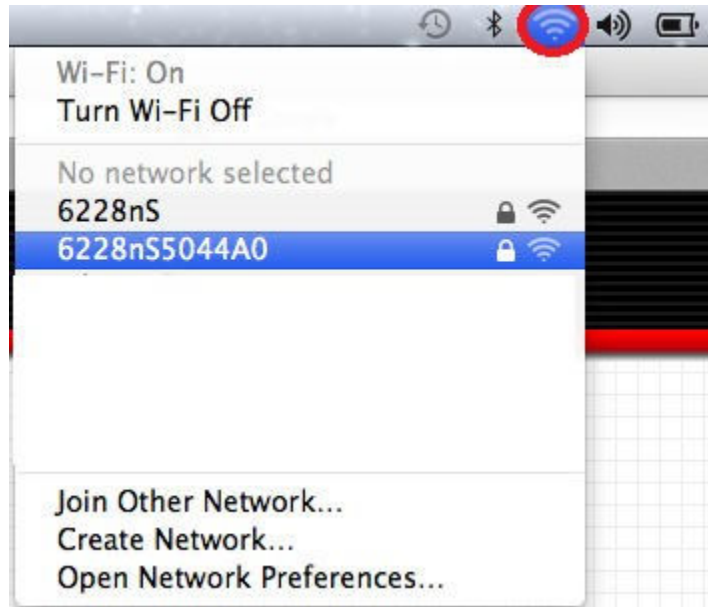 Wi-Fi: On
Turn Wi-Fi Off
No network selected
6228nS
6228nS5044A0
Join Other Network...
Create Network...
Open Network Preferences...